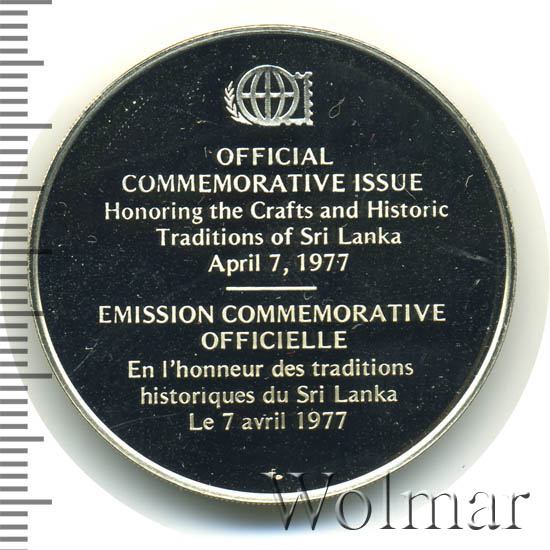 OFFICIAL
COMMEMORATIVE ISSUE
Honoring the Crafts and Historic
Traditions of Sri Lanka
April 7, 1977
EMISSION COMMEMORATIVE
OFFICIELLE
En l'honneur des traditions
historiques du Sri Lanka
Le 7 avril 1977
Wolmar